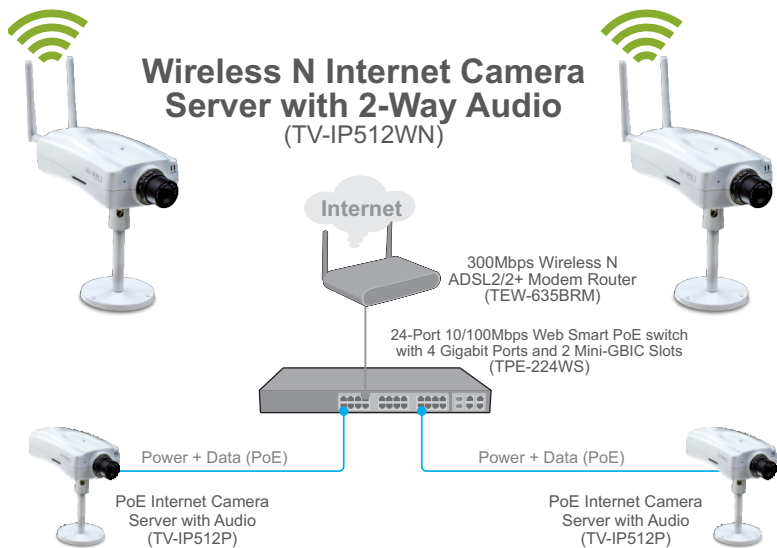 Wireless N Internet Camera
Server with 2-Way Audio
(TV-IP512WN)
Internet
300Mbps Wireless N
ADSL2/2+ Modem Router
(TEW-635BRM)
24-Port 10/100Mbps Web Smart PoE switch
with 4 Gigabit Ports and 2 Mini-GBIC Slots
(TPE-224WS)
Power + Data (PoE)
Power + Data (PoE)
PoE Internet Camera
Server with Audio
(TV-IP512P)
PoE Internet Camera
Server with Audio
(TV-IP512P)